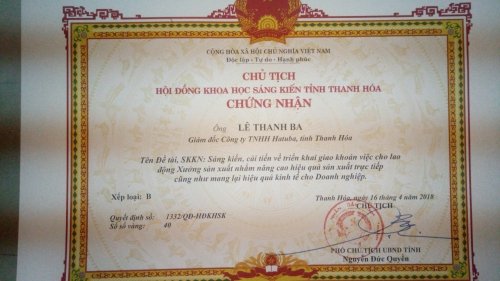 CỘNG HÒA XÃ HỘI CHỦ NGHĨA VIỆT NAM
Độc lập - Tự do - Hạnh phúc
CHỦ TỊCH
HỘI ĐỒNG KHOA HỌC SÁNG KIẾN TỈNH THANH HÓA
CHỨNG NHẬN
Ông LÊ THANH BA
Giám đốc Công ty TNHH Hatuba, tỉnh Thanh Hóa
Tên Đề tài, SKKN: Sáng kiến, cải tiến về triển khai giao khoán việc cho lao
động Xưởng sản xuất nhằm nâng cao hiệu quả sản xuất trực tiếp
cũng như mang lại hiệu quả kinh tế cho Doanh nghiệp.
Xếp loại: B
Thanh Hóa, ngày 16 tháng 4 năm 2018
CHỦ TỊCH
Quyết định số: 1332/QĐ-HĐKHSK
Số sổ vàng: 40
PHÓ CHỦ TỊCH UBND TỈNH
Nguyễn Đức Quyền